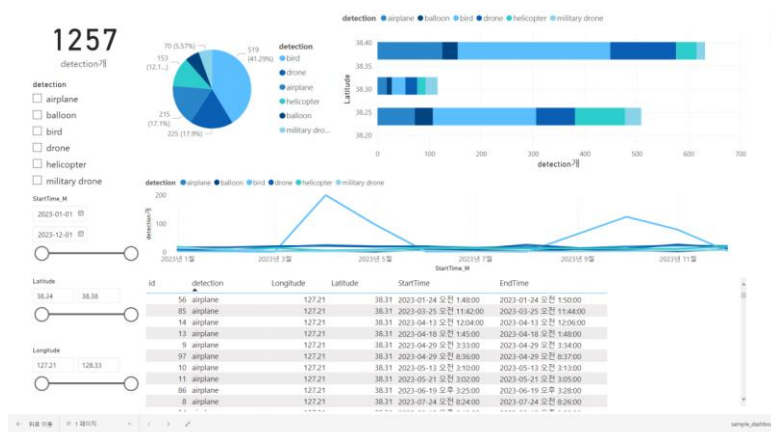 1257
detection개
detection
airplane
balloon
bird
drone
helicopter
military drone
StartTime_M
2023-01-01
2023-12-01
Latitude
38.24 38.38
Longitude
127.21 128.33
70 (5.57%)
153
(12.1...)
215
(17.1%)
225 (17.9%)
519
(41.29%)
detection
bird
drone
airplane
helicopter
balloon
military dro...
detection airplane balloon bird drone helicopter military drone
Latitude
38.40
38.35
38.30
38.25
38.20
0 100 200 300 400 500 600 700
detection개
detection airplane balloon bird drone helicopter military drone
detection개
200
100
0
2023년 1월 2023년 3월 2023년 5월 2023년 7월 2023년 9월 2023년 11월
StartTime_M
id detection Longitude Latitude StartTime EndTime
56 airplane 127.21 38.31 2023-01-24 오전 1:48:00 2023-01-24 오전 1:50:00
85 airplane 127.21 38.31 2023-03-25 오전 11:42:00 2023-03-25 오전 11:44:00
14 airplane 127.21 38.31 2023-04-13 오전 12:04:00 2023-04-13 오전 12:06:00
13 airplane 127.21 38.31 2023-04-18 오전 1:45:00 2023-04-18 오전 1:48:00
9 airplane 127.21 38.31 2023-04-29 오전 3:33:00 2023-04-29 오전 3:34:00
97 airplane 127.21 38.31 2023-04-29 오전 8:36:00 2023-04-29 오전 8:37:00
10 airplane 127.21 38.31 2023-05-13 오전 3:10:00 2023-05-13 오전 3:13:00
11 airplane 127.21 38.31 2023-05-21 오전 3:02:00 2023-05-21 오전 3:05:00
86 airplane 127.21 38.31 2023-06-19 오후 3:25:00 2023-06-19 오후 3:28:00
8 airplane 127.21 38.31 2023-07-24 오전 8:24:00 2023-07-24 오전 8:26:00
뒤로 이동 1 페이지